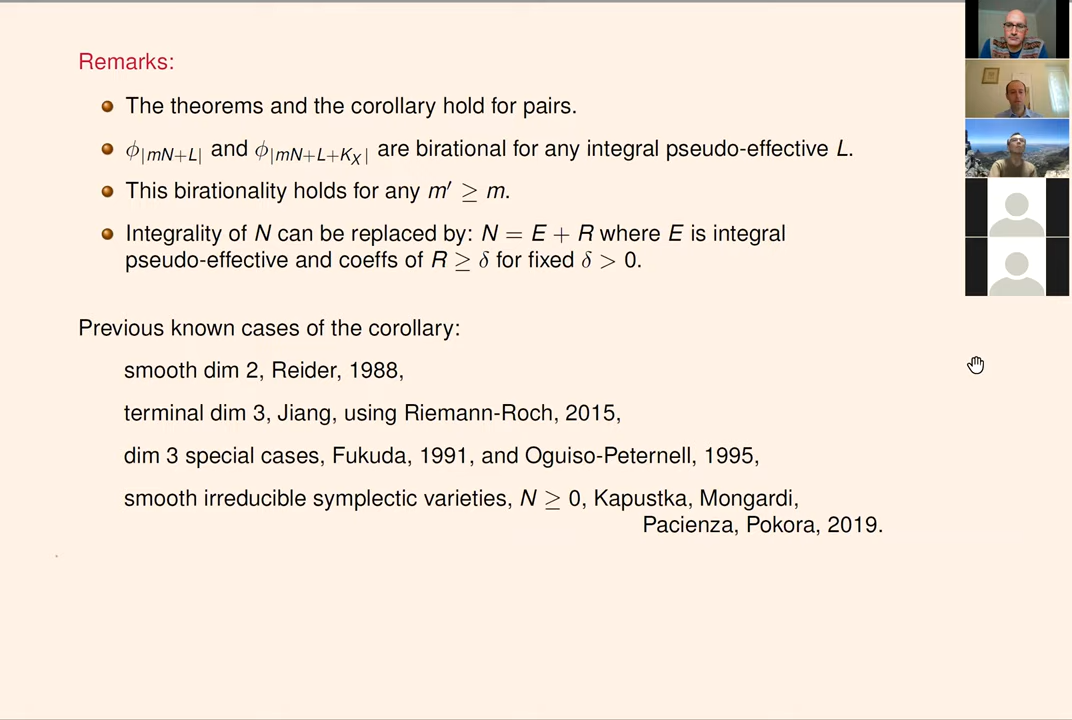 Remarks:
The theorems and the corollary hold for pairs.
ϕ|mN+L| and ϕ|mN+L+K_X| are birational for any integral pseudo-effective L.
This birationality holds for any m′ ≥ m.
Integrality of N can be replaced by: N = E + R where E is integral
pseudo-effective and coeffs of R ≥ δ for fixed δ > 0.
Previous known cases of the corollary:
smooth dim 2, Reider, 1988,
terminal dim 3, Jiang, using Riemann-Roch, 2015,
dim 3 special cases, Fukuda, 1991, and Oguiso-Peternell, 1995,
smooth irreducible symplectic varieties, N ≥ 0, Kapustka, Mongardi,
Pacienza, Pokora, 2019.